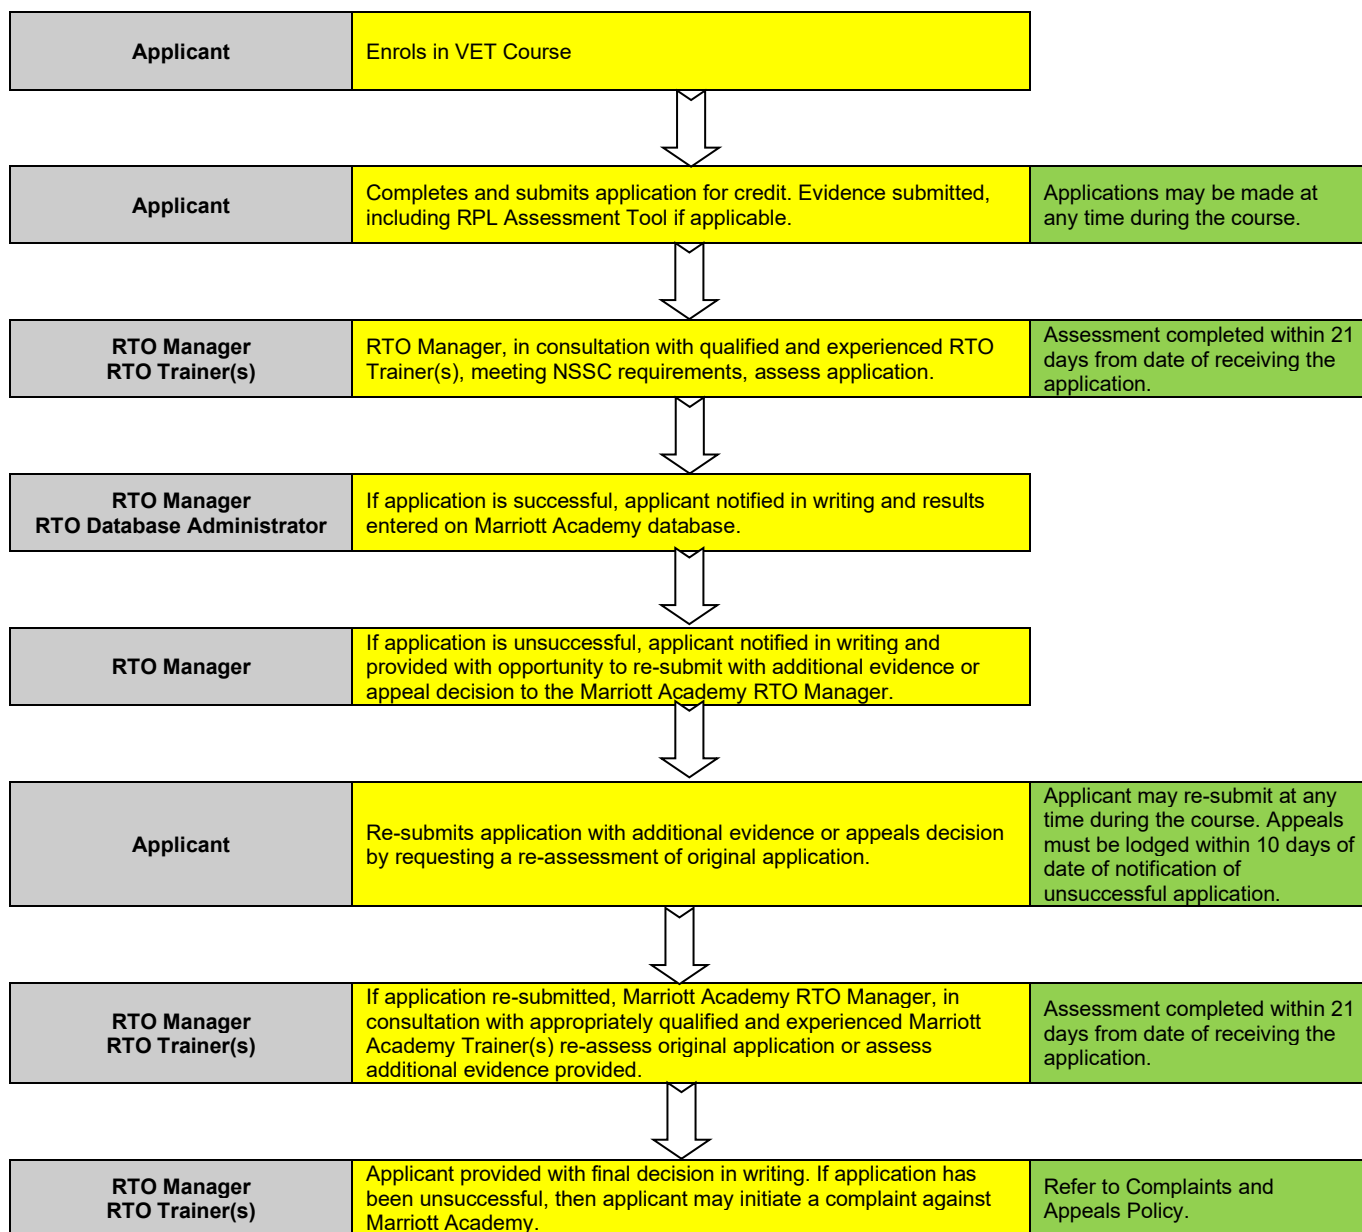 Applicant
Enrols in VET Course
Applicant
Completes and submits application for credit. Evidence submitted,
including RPL Assessment Tool if applicable.
Applications may be made at
any time during the course.
RTO Manager
RTO Trainer(s)
RTO Manager, in consultation with qualified and experienced RTO
Trainer(s), meeting NSSC requirements, assess application.
Assessment completed within 21
days from date of receiving the
application.
RTO Manager
RTO Database Administrator
If application is successful, applicant notified in writing and results
entered on Marriott Academy database.
RTO Manager
If application is unsuccessful, applicant notified in writing and
provided with opportunity to re-submit with additional evidence or
appeal decision to the Marriott Academy RTO Manager.
Applicant
Re-submits application with additional evidence or appeals decision
by requesting a re-assessment of original application.
Applicant may re-submit at any
time during the course. Appeals
must be lodged within 10 days of
date of notification of
unsuccessful application.
RTO Manager
RTO Trainer(s)
If application re-submitted, Marriott Academy RTO Manager, in
consultation with appropriately qualified and experienced Marriott
Academy Trainer(s) re-assess original application or assess
additional evidence provided.
Assessment completed within 21
days from date of receiving the
application.
RTO Manager
RTO Trainer(s)
Applicant provided with final decision in writing. If application has
been unsuccessful, then applicant may initiate a complaint against
Marriott Academy.
Refer to Complaints and
Appeals Policy.